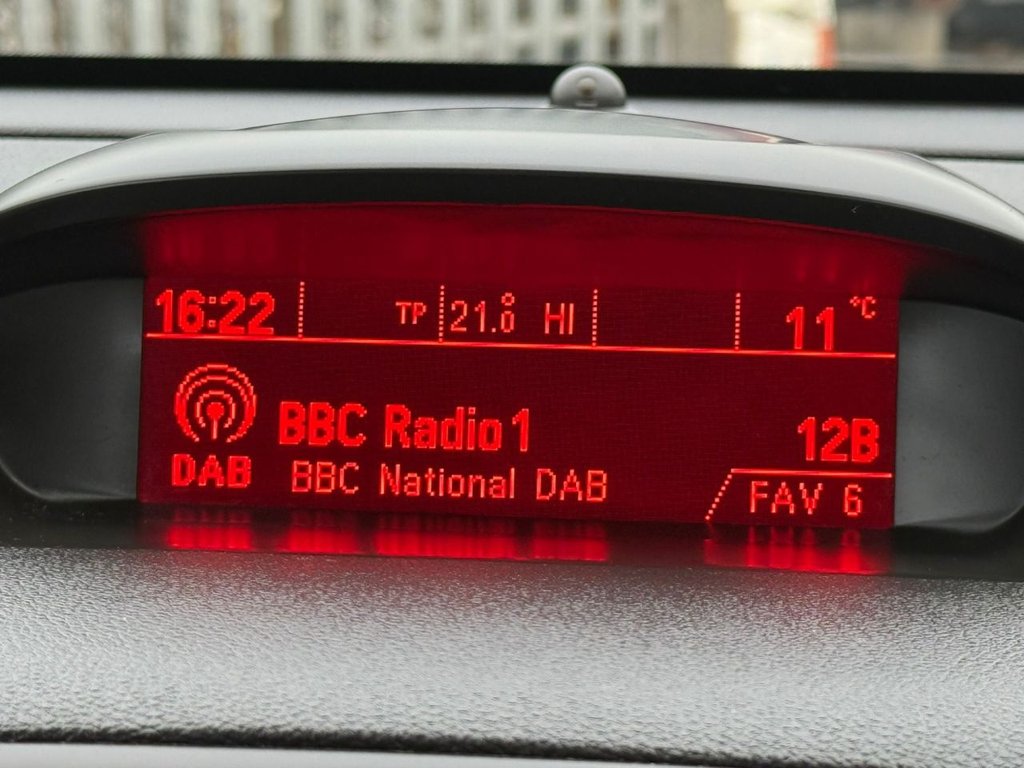 16:22 TP 21.0° HI 11 °C
BBC Radio 1 12B
DAB BBC National DAB FAV 6